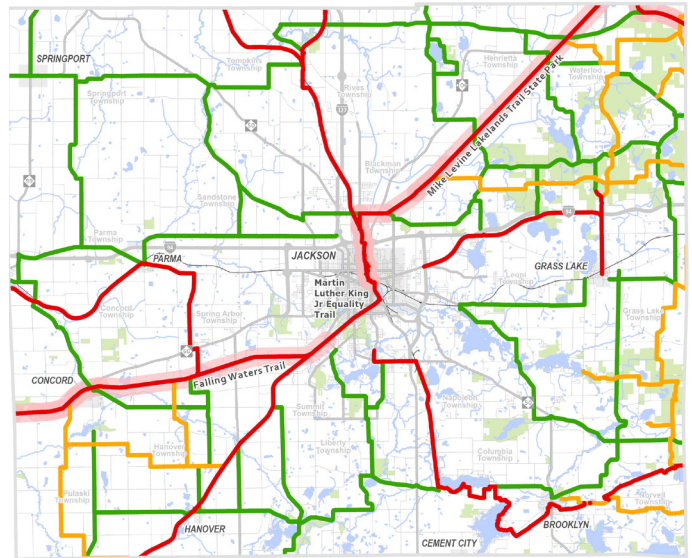 SPRINGPORT
Springport
Township
Tompkins
Township
Rives
Township
Henrietta
Township
Waterloo
Township
127
Blackman
Township
Mike Levine Lakelands Trail State Park
Sandstone
Township
Parma
Township
94
PARMA
JACKSON
94
GRASS LAKE
Leoni
Township
Martin
Luther King
Jr Equality
Trail
Concord
Township
Spring Arbor
Township
Grass Lake
Township
CONCORD
Falling Waters Trail
Summit
Township
Napoleon
Township
Hanover
Township
Liberty
Township
Columbia
Township
Pulaski
Township
Norvell
Township
HANOVER
BROOKLYN
CEMENT CITY